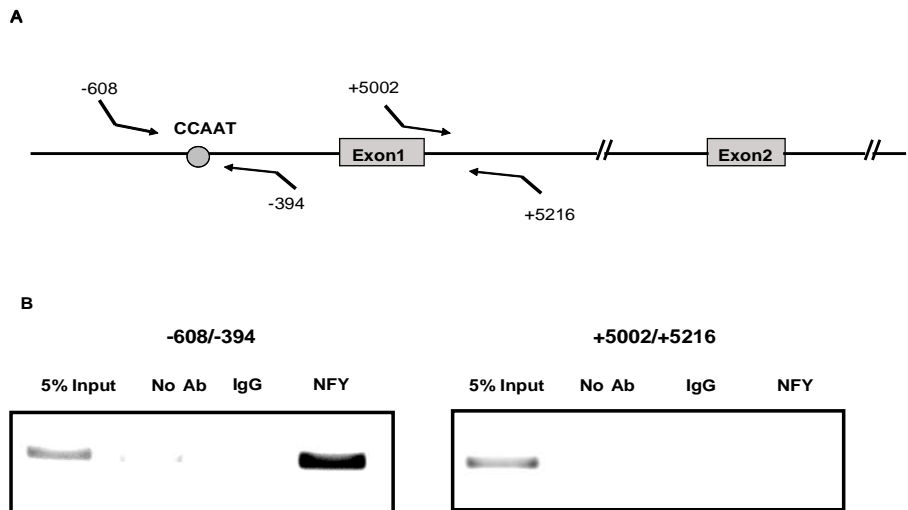 A
-608
+5002
CCAAT
Exon1
Exon2
-394
+5216
B
-608/-394
+5002/+5216
5% Input No Ab IgG NFY
5% Input No Ab IgG NFY